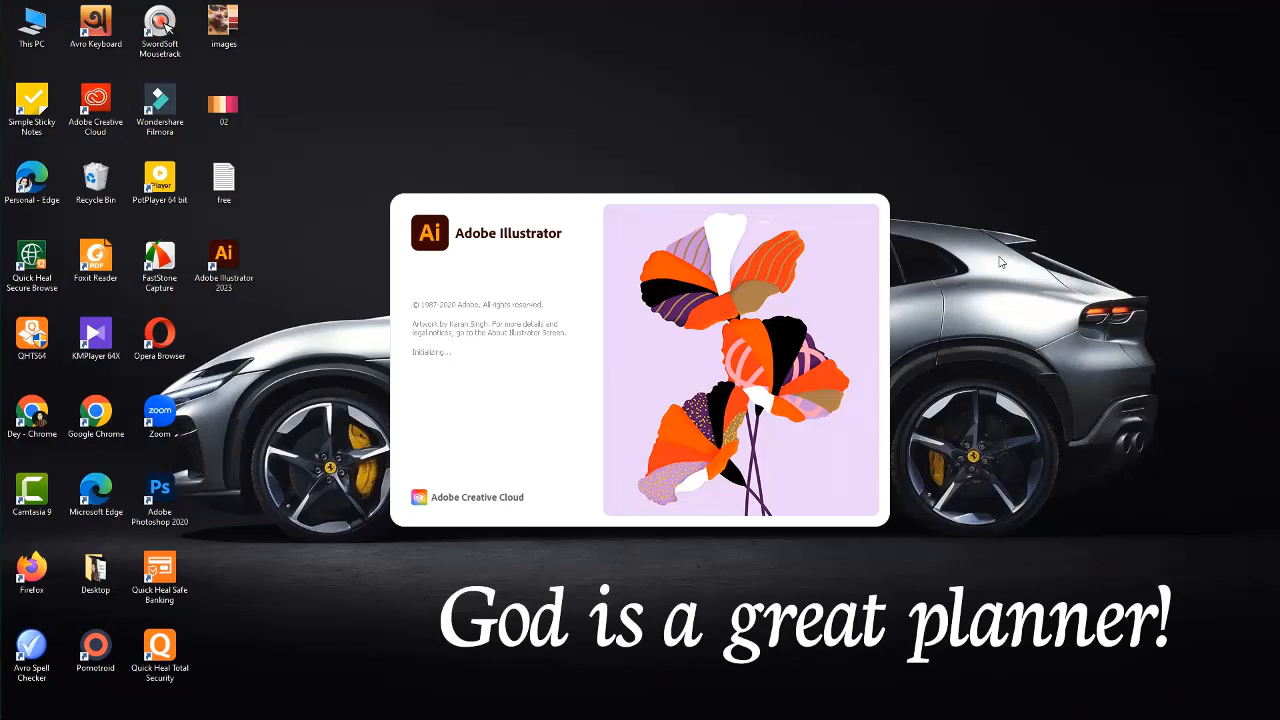 This PC
Avro Keyboard
SwordSoft
Mousetrack
images
Simple Sticky
Notes
Adobe Creative
Cloud
Wondershare
Filmora
02
Personal - Edge
Recycle Bin
Player
PotPlayer 64 bit
free
Quick Heal
Secure Browse
PDF
Foxit Reader
FastStone
Capture
Ai
Adobe Illustrator
2023
QHTS64
KMPlayer 64X
Opera Browser
Dey - Chrome
Google Chrome
zoom
Zoom
Camtasia 9
Microsoft Edge
Ps
Adobe
Photoshop 2020
Firefox
Desktop
Quick Heal Safe
Banking
Avro Spell
Checker
Pomotroid
Quick Heal Total
Security
Ai Adobe Illustrator
© 1987-2020 Adobe. All rights reserved.
Artwork by Karan Singh. For more details and
legal notices, go to the About Illustrator Screen.
Initializing...
Adobe Creative Cloud
God is a great planner!